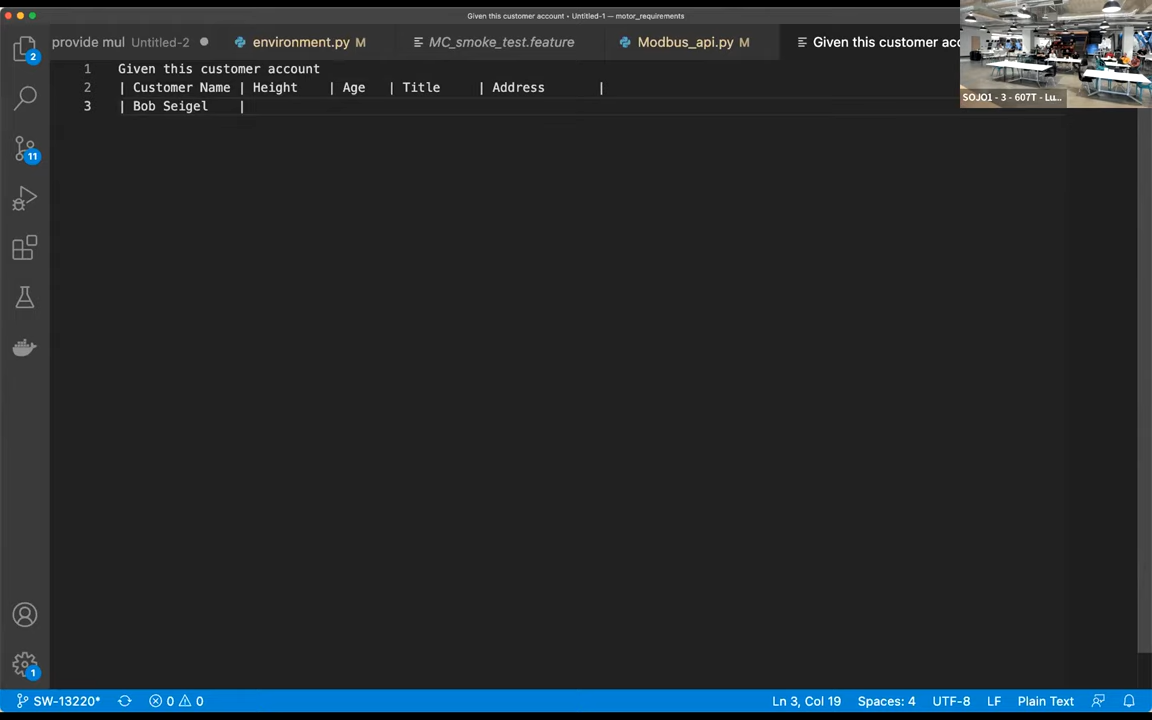 Given this customer account • Untitled-1 — motor_requirements
provide mul Untitled-2
environment.py M
MC_smoke_test.feature
Modbus_api.py M
Given this customer acc
SOJO1 - 3 - 607T - Lu...
2
11
1
1 Given this customer account
2 | Customer Name | Height | Age | Title | Address |
3 | Bob Seigel |
SW-13220* 0 0 Ln 3, Col 19 Spaces: 4 UTF-8 LF Plain Text